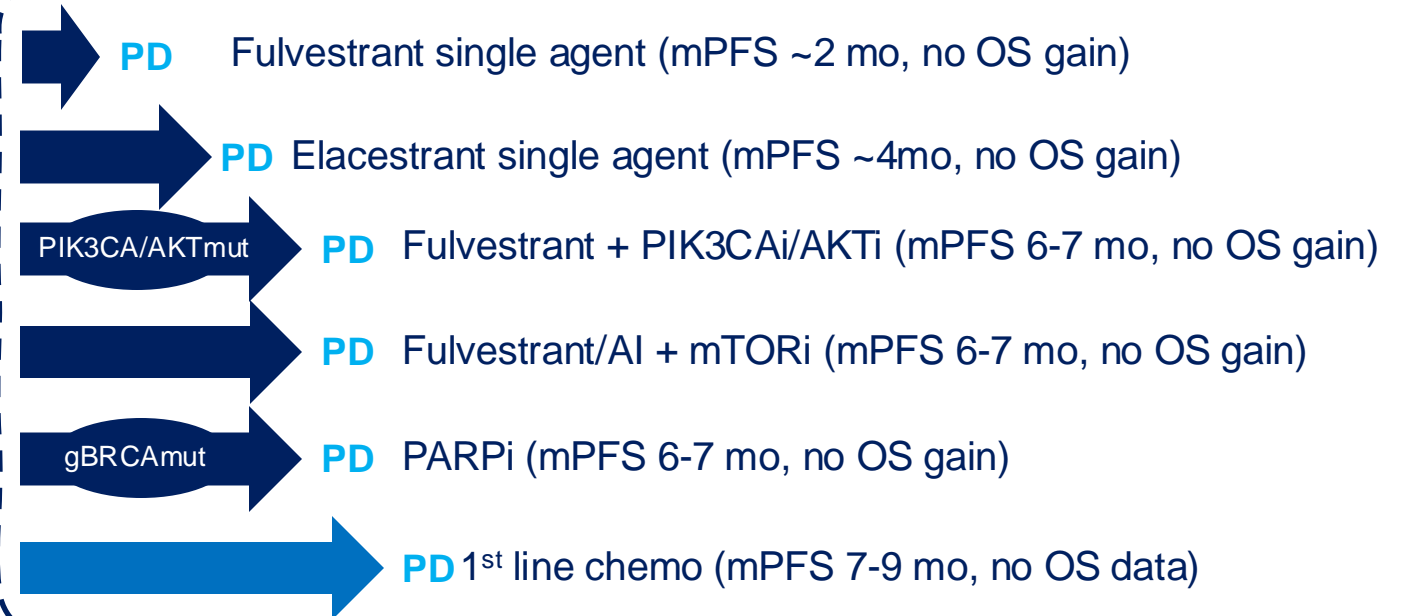 PD Fulvestrant single agent (mPFS ~2 mo, no OS gain)
PD Elacestrant single agent (mPFS ~4mo, no OS gain)
PIK3CA/AKTmut PD Fulvestrant + PIK3CAi/AKTi (mPFS 6-7 mo, no OS gain)
PD Fulvestrant/AI + mTORi (mPFS 6-7 mo, no OS gain)
gBRCAmut PD PARPi (mPFS 6-7 mo, no OS gain)
PD 1st line chemo (mPFS 7-9 mo, no OS data)